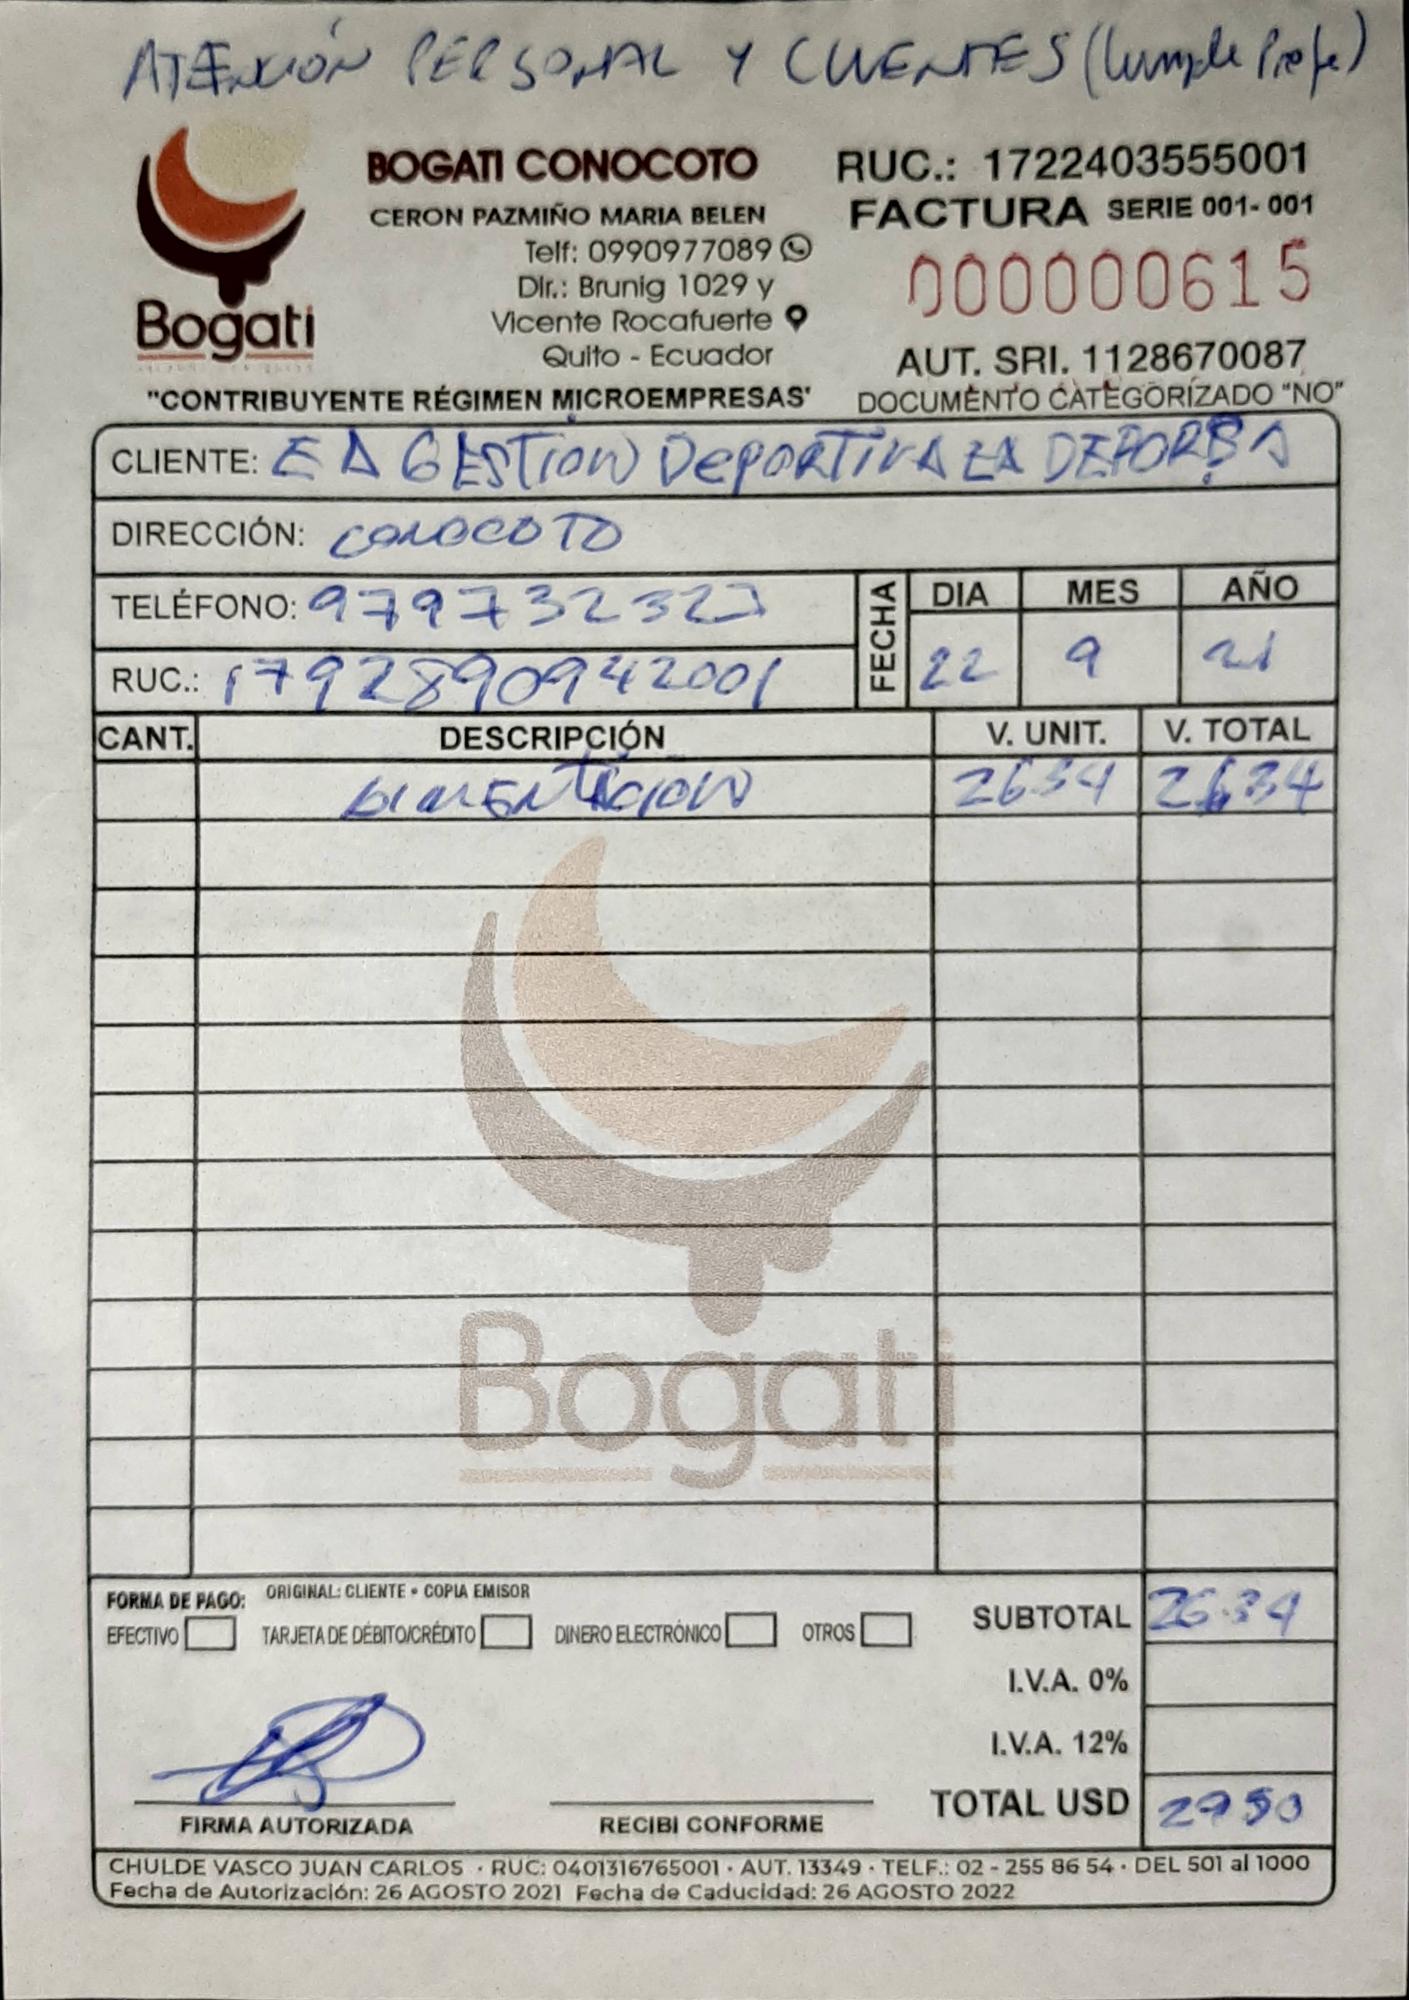 ATENCIÓN PERSONAL Y CLIENTES (Cumple Profe)
BOGATI CONOCOTO
CERON PAZMIÑO MARIA BELEN
Telf: 0990977089
Dir.: Brunig 1029 y
Vicente Rocafuerte
Quito - Ecuador
Bogati
"CONTRIBUYENTE RÉGIMEN MICROEMPRESAS'
RUC.: 1722403555001
FACTURA SERIE 001- 001
000000615
AUT. SRI. 1128670087
DOCUMENTO CATEGORIZADO "NO"
CLIENTE: EA GESTION DEPORTIVA EA DEPOR
DIRECCIÓN: CONOCOTO
TELÉFONO: 979732323
RUC.: 1792890942001
FECHA DIA MES AÑO
22 9 21
CANT. DESCRIPCIÓN V. UNIT. V. TOTAL
ALIMENTACION 26.34 26.34
Bogati
FORMA DE PAGO: ORIGINAL: CLIENTE • COPIA EMISOR
EFECTIVO TARJETA DE DÉBITO/CRÉDITO DINERO ELECTRÓNICO OTROS
SUBTOTAL 26.34
I.V.A. 0%
I.V.A. 12%
TOTAL USD 29.50
FIRMA AUTORIZADA RECIBI CONFORME
CHULDE VASCO JUAN CARLOS · RUC: 0401316765001 · AUT. 13349 · TELF.: 02 - 255 86 54 · DEL 501 al 1000
Fecha de Autorización: 26 AGOSTO 2021 Fecha de Caducidad: 26 AGOSTO 2022